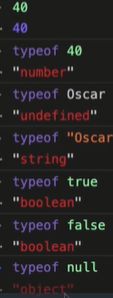 40
40
typeof 40
"number"
typeof Oscar
"undefined"
typeof "Oscar
"string"
typeof true
"boolean"
typeof false
"boolean"
typeof null
"object"